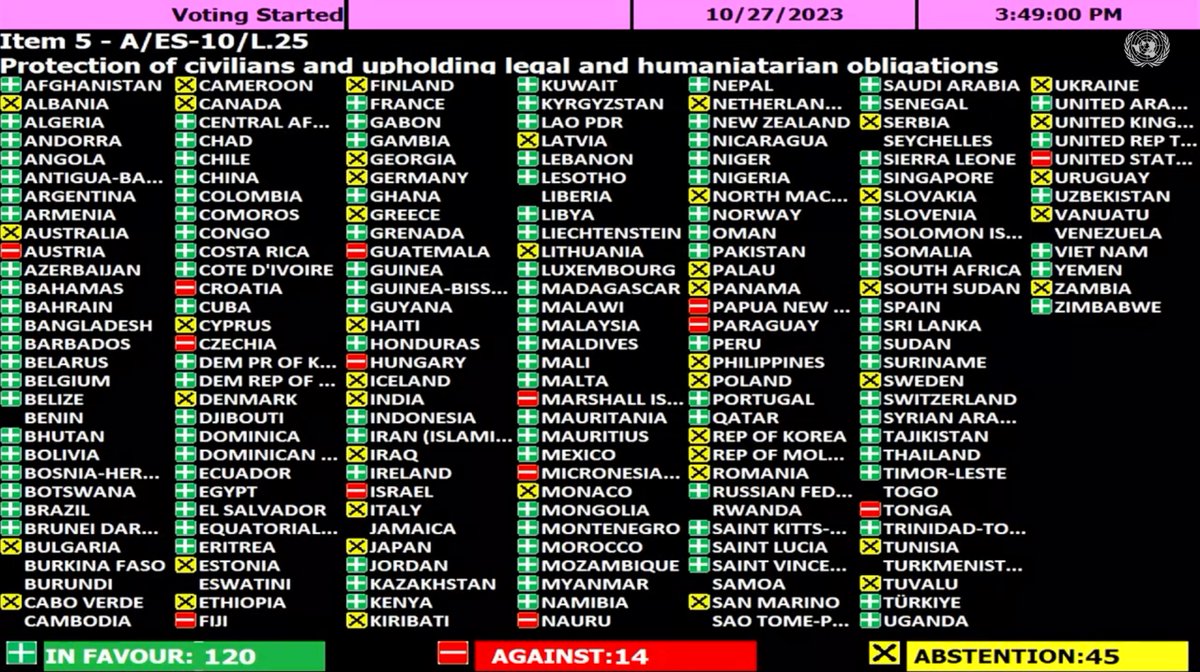 Voting Started
10/27/2023
3:49:00 PM
Item 5 - A/ES-10/L.25
Protection of civilians and upholding legal and humaniatarian obligations
AFGHANISTAN
ALBANIA
ALGERIA
ANDORRA
ANGOLA
ANTIGUA-BA...
ARGENTINA
ARMENIA
AUSTRALIA
AUSTRIA
AZERBAIJAN
BAHAMAS
BAHRAIN
BANGLADESH
BARBADOS
BELARUS
BELGIUM
BELIZE
BENIN
BHUTAN
BOLIVIA
BOSNIA-HER...
BOTSWANA
BRAZIL
BRUNEI DAR...
BULGARIA
BURKINA FASO
BURUNDI
CABO VERDE
CAMBODIA
CAMEROON
CANADA
CENTRAL AF...
CHAD
CHILE
CHINA
COLOMBIA
COMOROS
CONGO
COSTA RICA
COTE D'IVOIRE
CROATIA
CUBA
CYPRUS
CZECHIA
DEM PR OF K...
DEM REP OF ...
DENMARK
DJIBOUTI
DOMINICA
DOMINICAN ...
ECUADOR
EGYPT
EL SALVADOR
EQUATORIAL...
ERITREA
ESTONIA
ESWATINI
ETHIOPIA
FIJI
FINLAND
FRANCE
GABON
GAMBIA
GEORGIA
GERMANY
GHANA
GREECE
GRENADA
GUATEMALA
GUINEA
GUINEA-BISS...
GUYANA
HAITI
HONDURAS
HUNGARY
ICELAND
INDIA
INDONESIA
IRAN (ISLAMI...
IRAQ
IRELAND
ISRAEL
ITALY
JAMAICA
JAPAN
JORDAN
KAZAKHSTAN
KENYA
KIRIBATI
KUWAIT
KYRGYZSTAN
LAO PDR
LATVIA
LEBANON
LESOTHO
LIBERIA
LIBYA
LIECHTENSTEIN
LITHUANIA
LUXEMBOURG
MADAGASCAR
MALAWI
MALAYSIA
MALDIVES
MALI
MALTA
MARSHALL IS...
MAURITANIA
MAURITIUS
MEXICO
MICRONESIA...
MONACO
MONGOLIA
MONTENEGRO
MOROCCO
MOZAMBIQUE
MYANMAR
NAMIBIA
NAURU
NEPAL
NETHERLAN...
NEW ZEALAND
NICARAGUA
NIGER
NIGERIA
NORTH MAC...
NORWAY
OMAN
PAKISTAN
PALAU
PANAMA
PAPUA NEW ...
PARAGUAY
PERU
PHILIPPINES
POLAND
PORTUGAL
QATAR
REP OF KOREA
REP OF MOL...
ROMANIA
RUSSIAN FED...
RWANDA
SAINT KITTS-...
SAINT LUCIA
SAINT VINCE...
SAMOA
SAN MARINO
SAO TOME-P...
SAUDI ARABIA
SENEGAL
SERBIA
SEYCHELLES
SIERRA LEONE
SINGAPORE
SLOVAKIA
SLOVENIA
SOLOMON IS...
SOMALIA
SOUTH AFRICA
SOUTH SUDAN
SPAIN
SRI LANKA
SUDAN
SURINAME
SWEDEN
SWITZERLAND
SYRIAN ARA...
TAJIKISTAN
THAILAND
TIMOR-LESTE
TOGO
TONGA
TRINIDAD-TO...
TUNISIA
TURKMENIST...
TUVALU
TÜRKIYE
UGANDA
UKRAINE
UNITED ARA...
UNITED KING...
UNITED REP T...
UNITED STAT...
URUGUAY
UZBEKISTAN
VANUATU
VENEZUELA
VIET NAM
YEMEN
ZAMBIA
ZIMBABWE
IN FAVOUR: 120
AGAINST:14
ABSTENTION:45